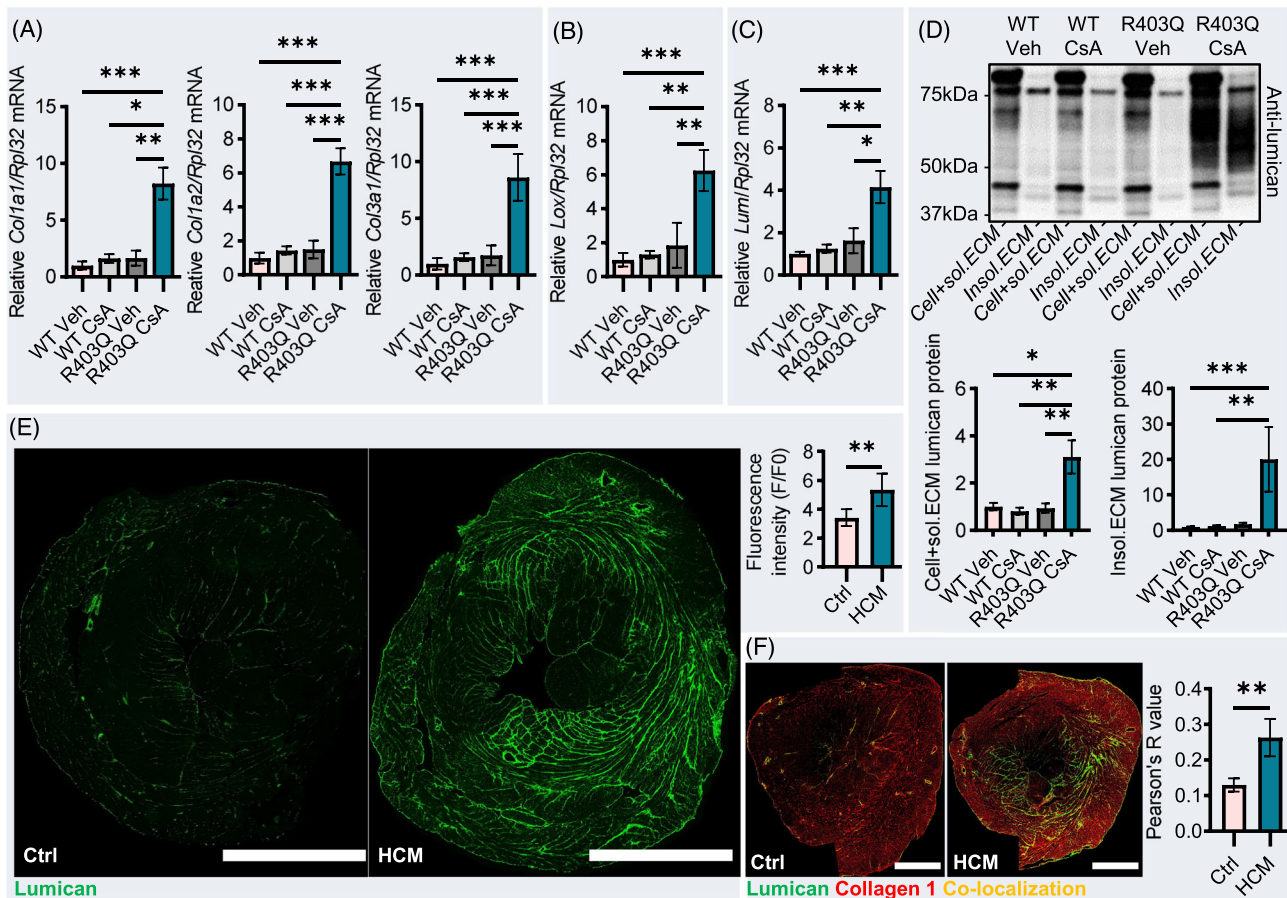 (A)
Relative Col1a1/Rpl32 mRNA
15
10
5
0
***
*
**
WT Veh
WT CsA
R403Q Veh
R403Q CsA
Reative Col1a2/Rpl32 mRNA
10
8
6
4
2
0
***
***
***
WT Veh
WT CsA
R403Q Veh
R403Q CsA
Relative Col3a1/Rpl32 mRNA
15
10
5
0
***
***
***
WT Veh
WT CsA
R403Q Veh
R403Q CsA
(B)
Relative Lox/Rpl32 mRNA
10
8
6
4
2
0
***
**
**
WT Veh
WT CsA
R403Q Veh
R403Q CsA
(C)
Relative Lum/Rpl32 mRNA
8
6
4
2
0
***
**
*
WT Veh
WT CsA
R403Q Veh
R403Q CsA
(D)
WT WT R403Q R403Q
Veh CsA Veh CsA
75kDa -
50kDa -
37kDa -
Anti-lumican
Cell+sol.ECM -
Insol.ECM -
Cell+sol.ECM -
Insol.ECM -
Cell+sol.ECM -
Insol.ECM -
Cell+sol.ECM -
Insol.ECM -
Cell+sol.ECM lumican protein
6
4
2
0
*
**
**
WT Veh
WT CsA
R403Q Veh
R403Q CsA
Insol.ECM lumican protein
40
30
20
10
0
***
**
WT Veh
WT CsA
R403Q Veh
R403Q CsA
(E)
Ctrl
HCM
Lumican
Fluorescence
intensity (F/F0)
8
6
4
2
0
**
Ctrl
HCM
(F)
Ctrl
HCM
Lumican Collagen 1 Co-localization
Pearson's R value
0.4
0.3
0.2
0.1
0.0
**
Ctrl
HCM